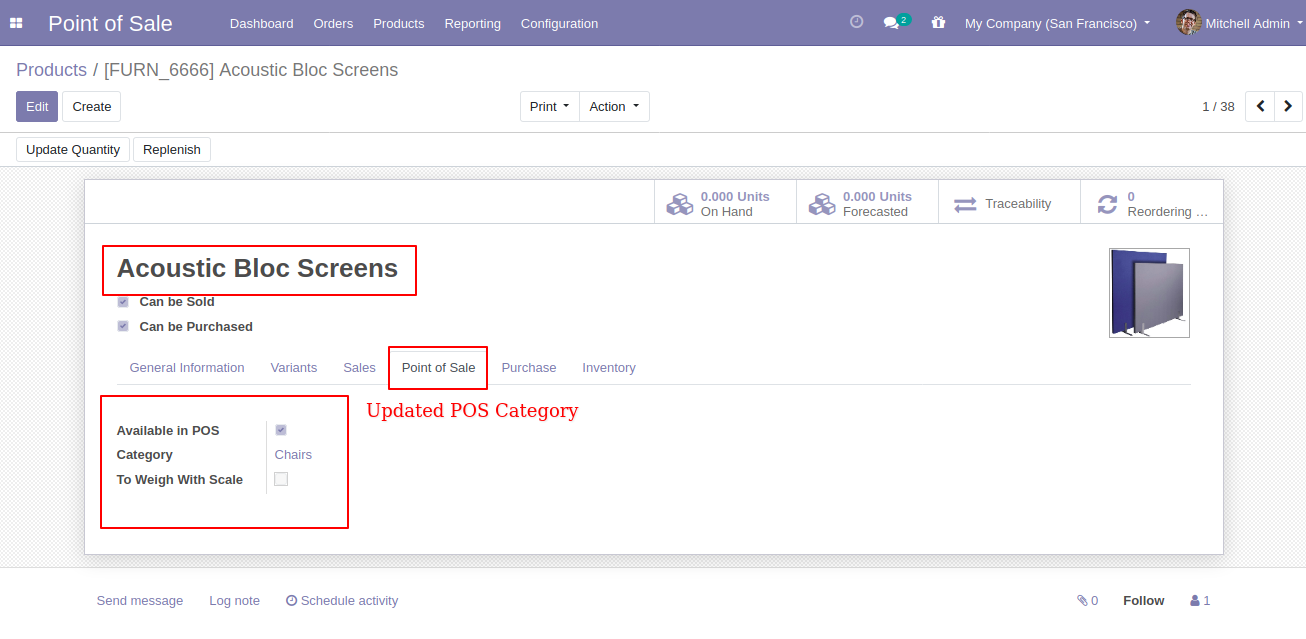 Point of Sale Dashboard Orders Products Reporting Configuration 2 My Company (San Francisco) Mitchell Admin
Products / [FURN_6666] Acoustic Bloc Screens
Edit Create Print Action 1 / 38
Update Quantity Replenish
0.000 Units
On Hand
0.000 Units
Forecasted
Traceability
0
Reordering ...
Acoustic Bloc Screens
Can be Sold
Can be Purchased
General Information Variants Sales Point of Sale Purchase Inventory
Updated POS Category
Available in POS
Category Chairs
To Weigh With Scale
Send message Log note Schedule activity 0 Follow 1